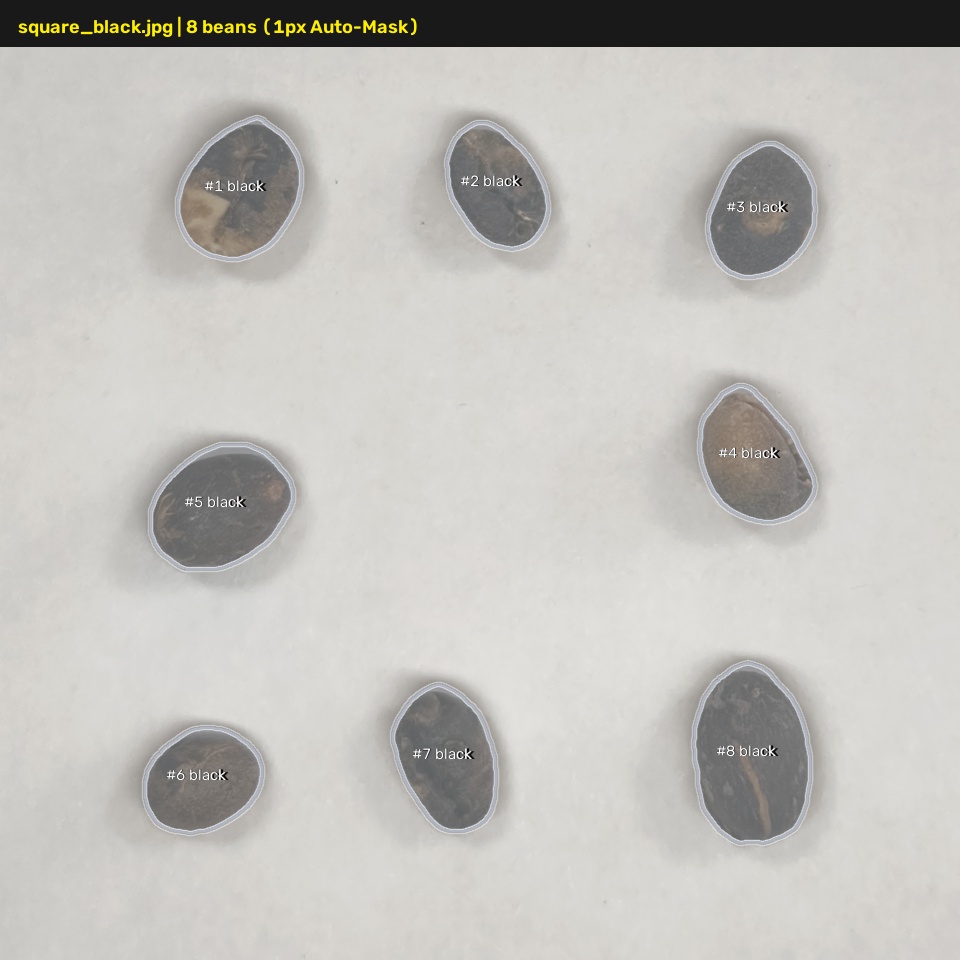 square_black.jpg | 8 beans (1px Auto-Mask)
#1 black
#2 black
#3 black
#4 black
#5 black
#6 black
#7 black
#8 black